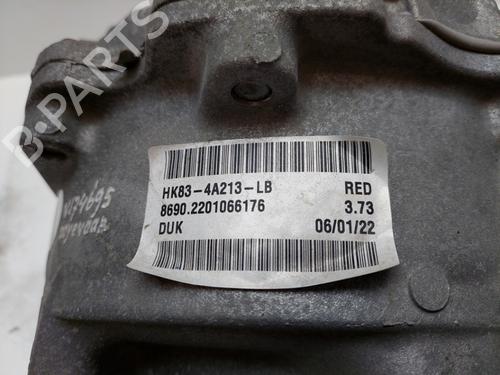 B-PARTS
HK83-4A213-LB RED
8690.2201066176 3.73
DUK 06/01/22